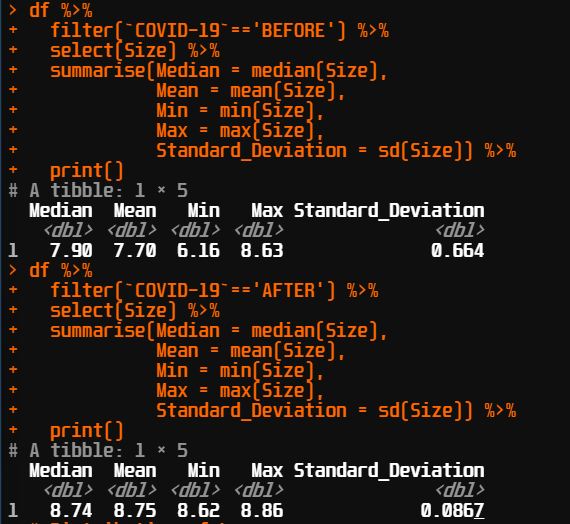 > df %>%
+   filter(`COVID-19`=='BEFORE') %>%
+   select(Size) %>%
+   summarise(Median = median(Size),
+             Mean = mean(Size),
+             Min = min(Size),
+             Max = max(Size),
+             Standard_Deviation = sd(Size)) %>%
+   print()
# A tibble: 1 × 5
  Median  Mean   Min   Max Standard_Deviation
   <dbl> <dbl> <dbl> <dbl>              <dbl>
1   7.90  7.70  6.16  8.63              0.664
> df %>%
+   filter(`COVID-19`=='AFTER') %>%
+   select(Size) %>%
+   summarise(Median = median(Size),
+             Mean = mean(Size),
+             Min = min(Size),
+             Max = max(Size),
+             Standard_Deviation = sd(Size)) %>%
+   print()
# A tibble: 1 × 5
  Median  Mean   Min   Max Standard_Deviation
   <dbl> <dbl> <dbl> <dbl>              <dbl>
1   8.74  8.75  8.62  8.86             0.0867